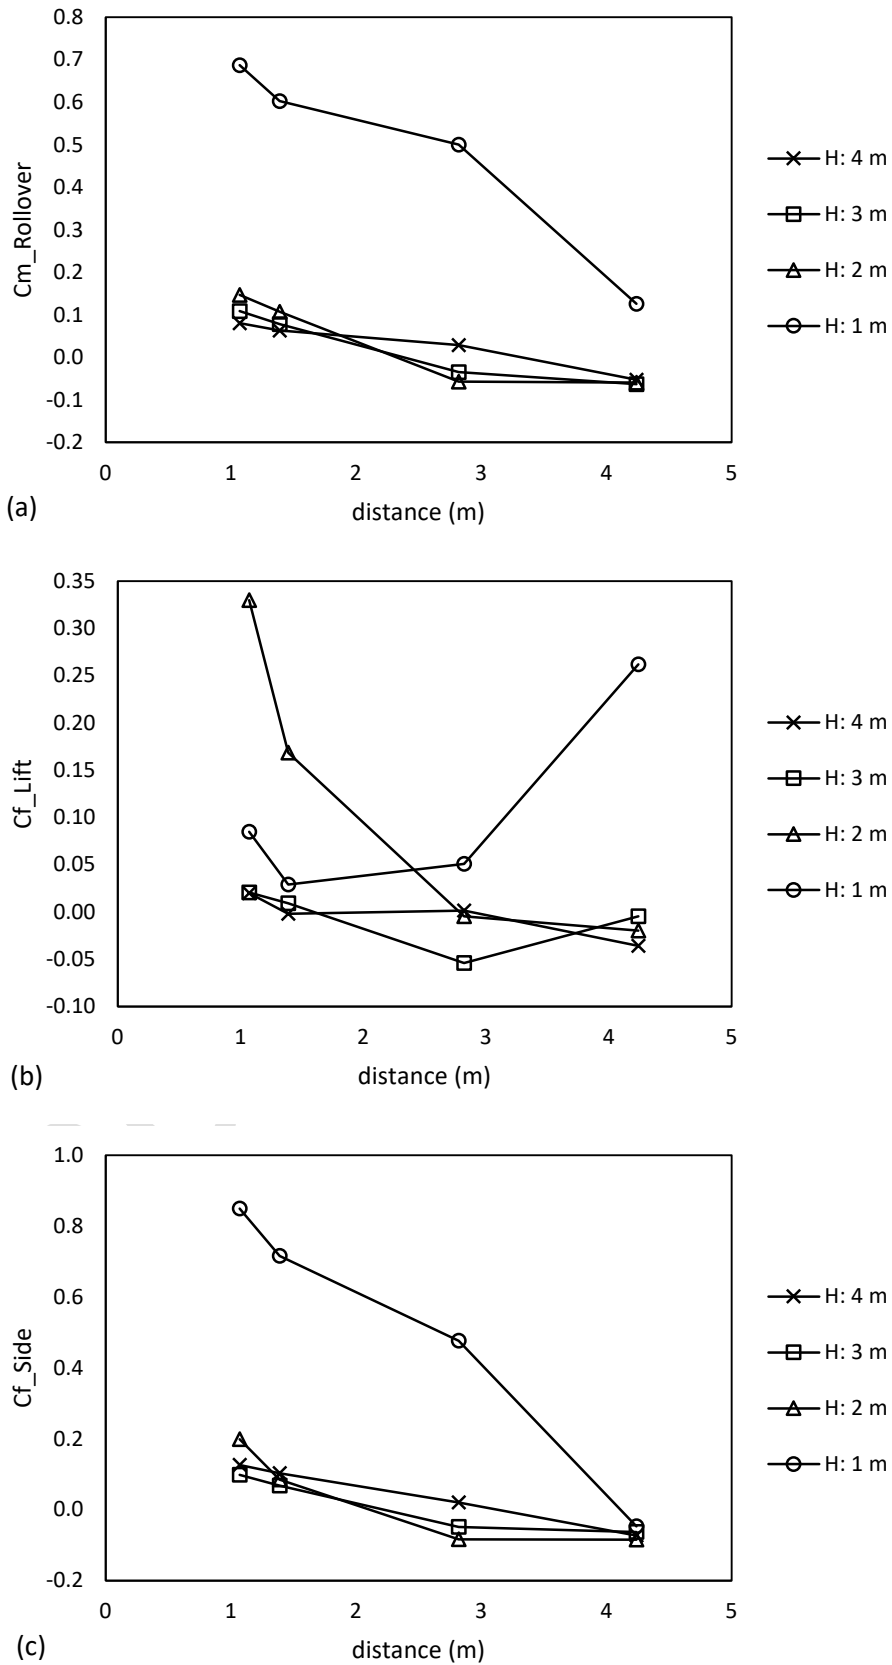 0.8
0.7
0.6
0.5
0.4
0.3
0.2
0.1
0.0
-0.1
-0.2
Cm_Rollover
0 1 2 3 4 5
distance (m)
H: 4 m
H: 3 m
H: 2 m
H: 1 m
(a)
0.35
0.30
0.25
0.20
0.15
0.10
0.05
0.00
-0.05
-0.10
Cf_Lift
0 1 2 3 4 5
distance (m)
H: 4 m
H: 3 m
H: 2 m
H: 1 m
(b)
1.0
0.8
0.6
0.4
0.2
0.0
-0.2
Cf_Side
0 1 2 3 4 5
distance (m)
H: 4 m
H: 3 m
H: 2 m
H: 1 m
(c)